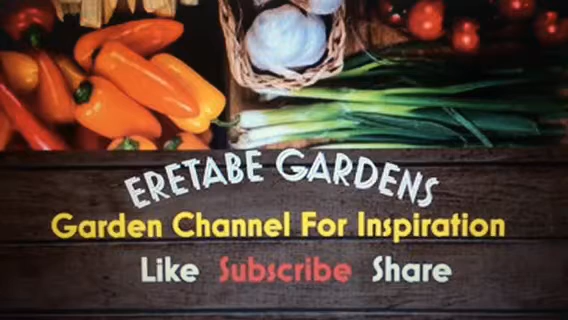 ERETABE GARDENS
Garden Channel For Inspiration
Like Subscribe Share